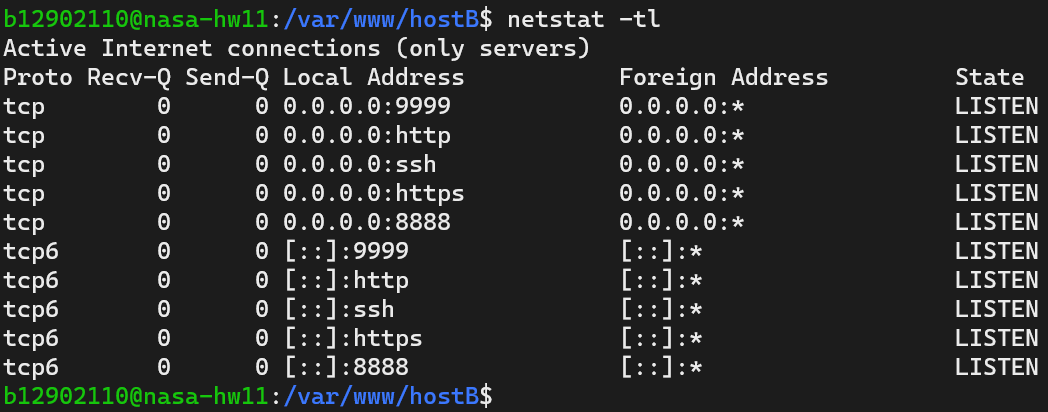 b12902110@nasa-hw11:/var/www/hostB$ netstat -tl
Active Internet connections (only servers)
Proto Recv-Q Send-Q Local Address           Foreign Address         State
tcp        0      0 0.0.0.0:9999            0.0.0.0:*               LISTEN
tcp        0      0 0.0.0.0:http            0.0.0.0:*               LISTEN
tcp        0      0 0.0.0.0:ssh             0.0.0.0:*               LISTEN
tcp        0      0 0.0.0.0:https           0.0.0.0:*               LISTEN
tcp        0      0 0.0.0.0:8888            0.0.0.0:*               LISTEN
tcp6       0      0 [::]:9999               [::]:*                  LISTEN
tcp6       0      0 [::]:http               [::]:*                  LISTEN
tcp6       0      0 [::]:ssh                [::]:*                  LISTEN
tcp6       0      0 [::]:https              [::]:*                  LISTEN
tcp6       0      0 [::]:8888               [::]:*                  LISTEN
b12902110@nasa-hw11:/var/www/hostB$